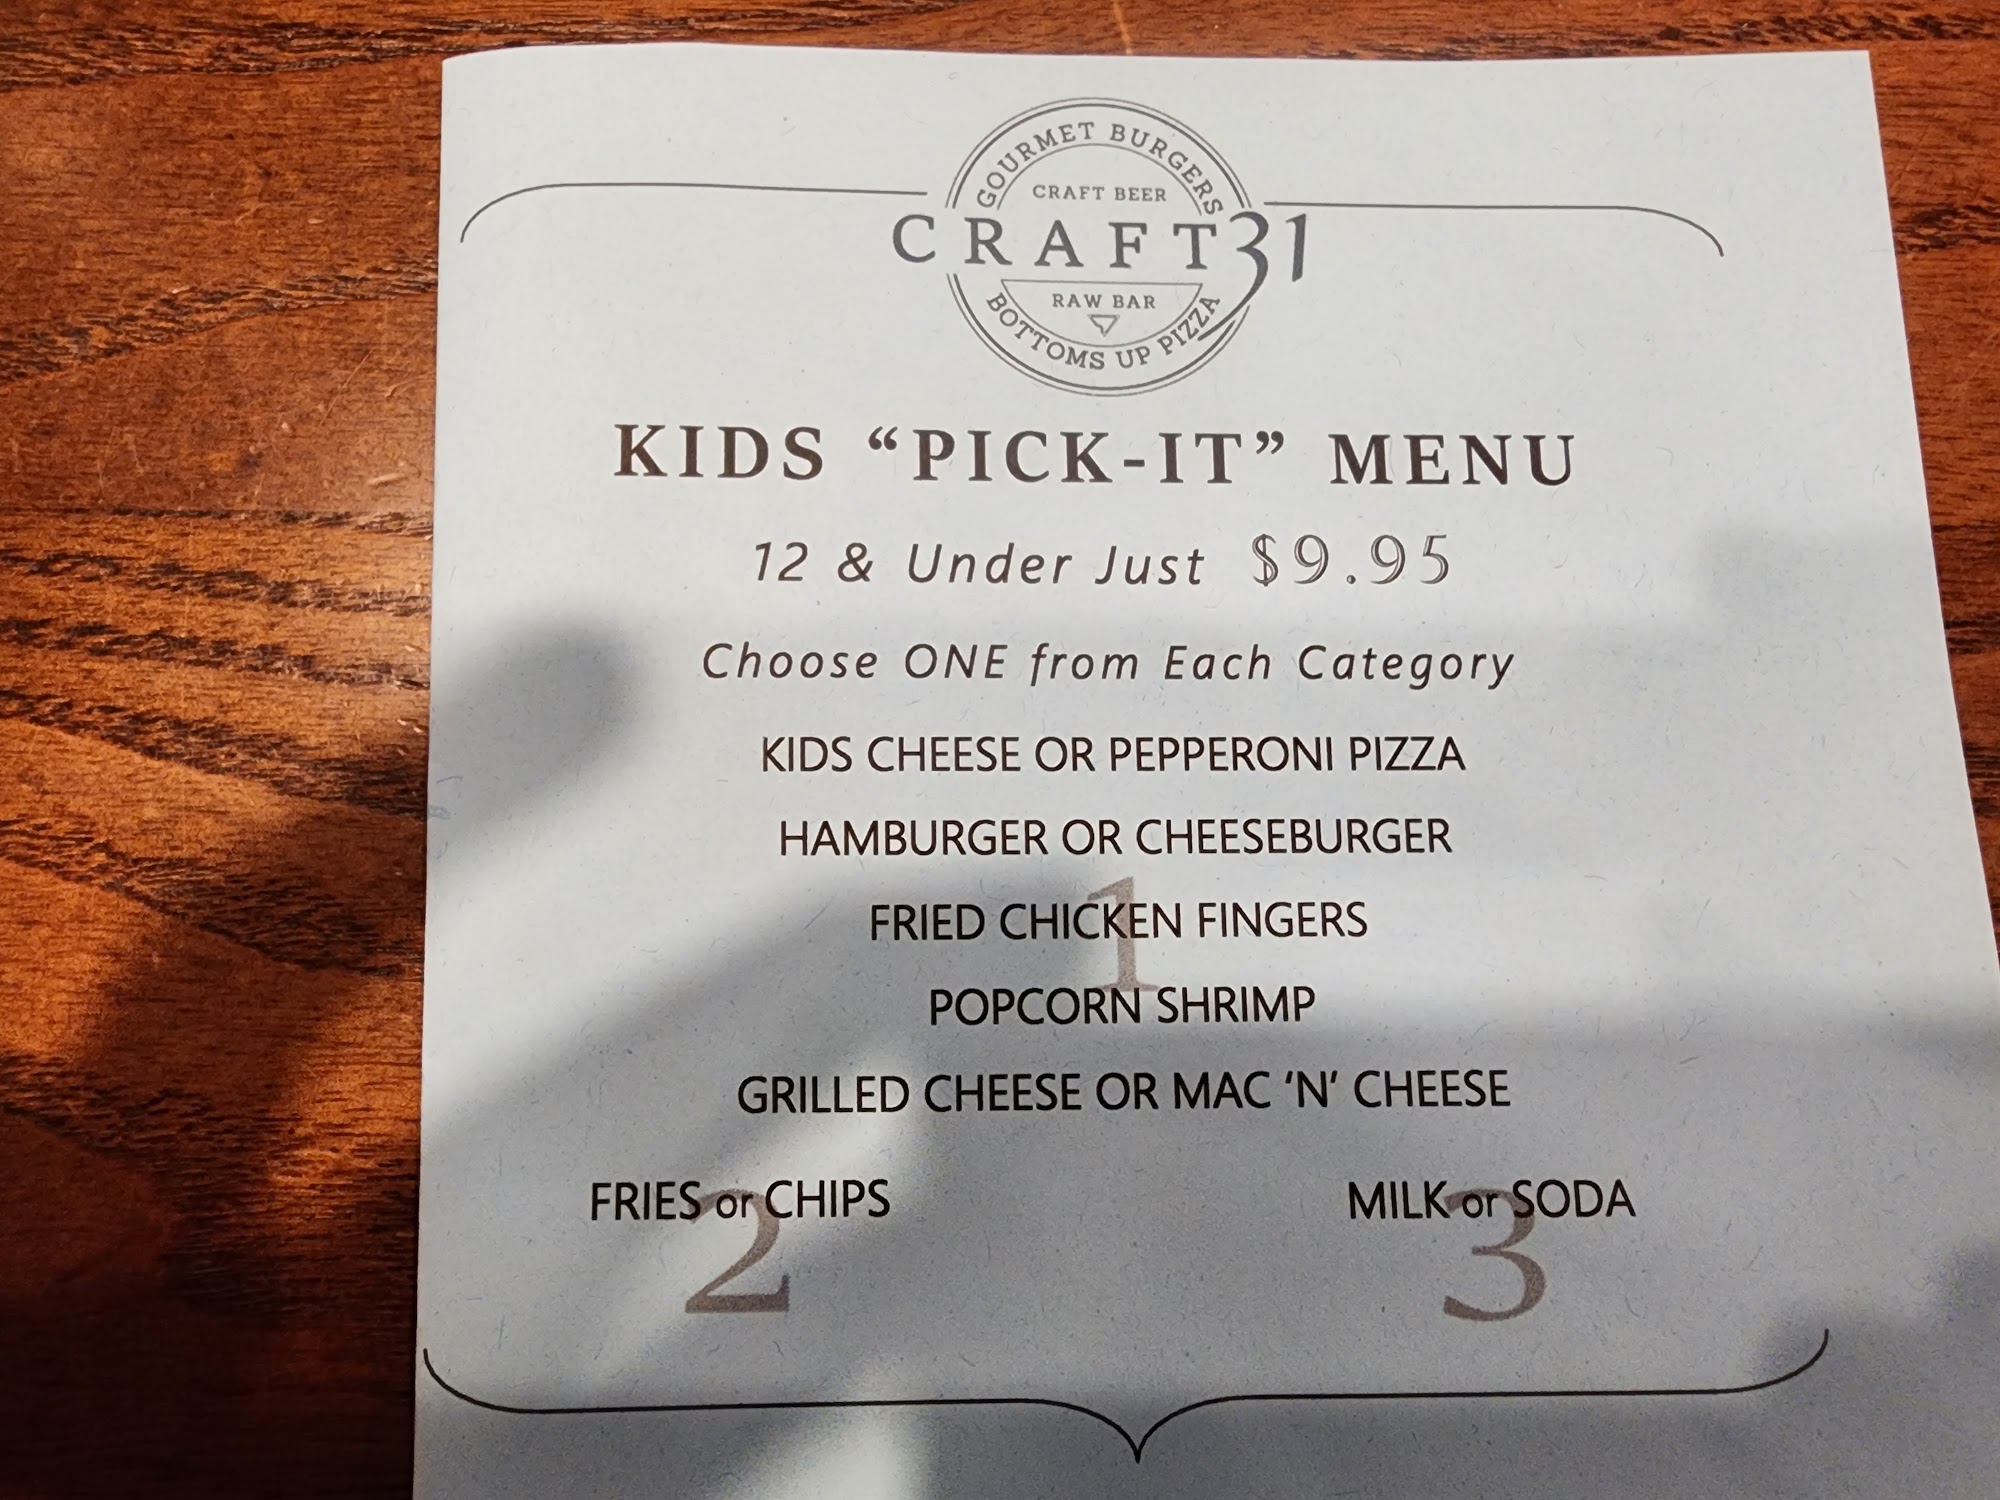 GOURMET BURGERS
CRAFT BEER
CRAFT 31
RAW BAR
BOTTOMS UP PIZZA
KIDS “PICK-IT” MENU
12 & Under Just $9.95
Choose ONE from Each Category
KIDS CHEESE OR PEPPERONI PIZZA
HAMBURGER OR CHEESEBURGER
1
FRIED CHICKEN FINGERS
POPCORN SHRIMP
GRILLED CHEESE OR MAC ‘N’ CHEESE
FRIES or CHIPS
2
MILK or SODA
3